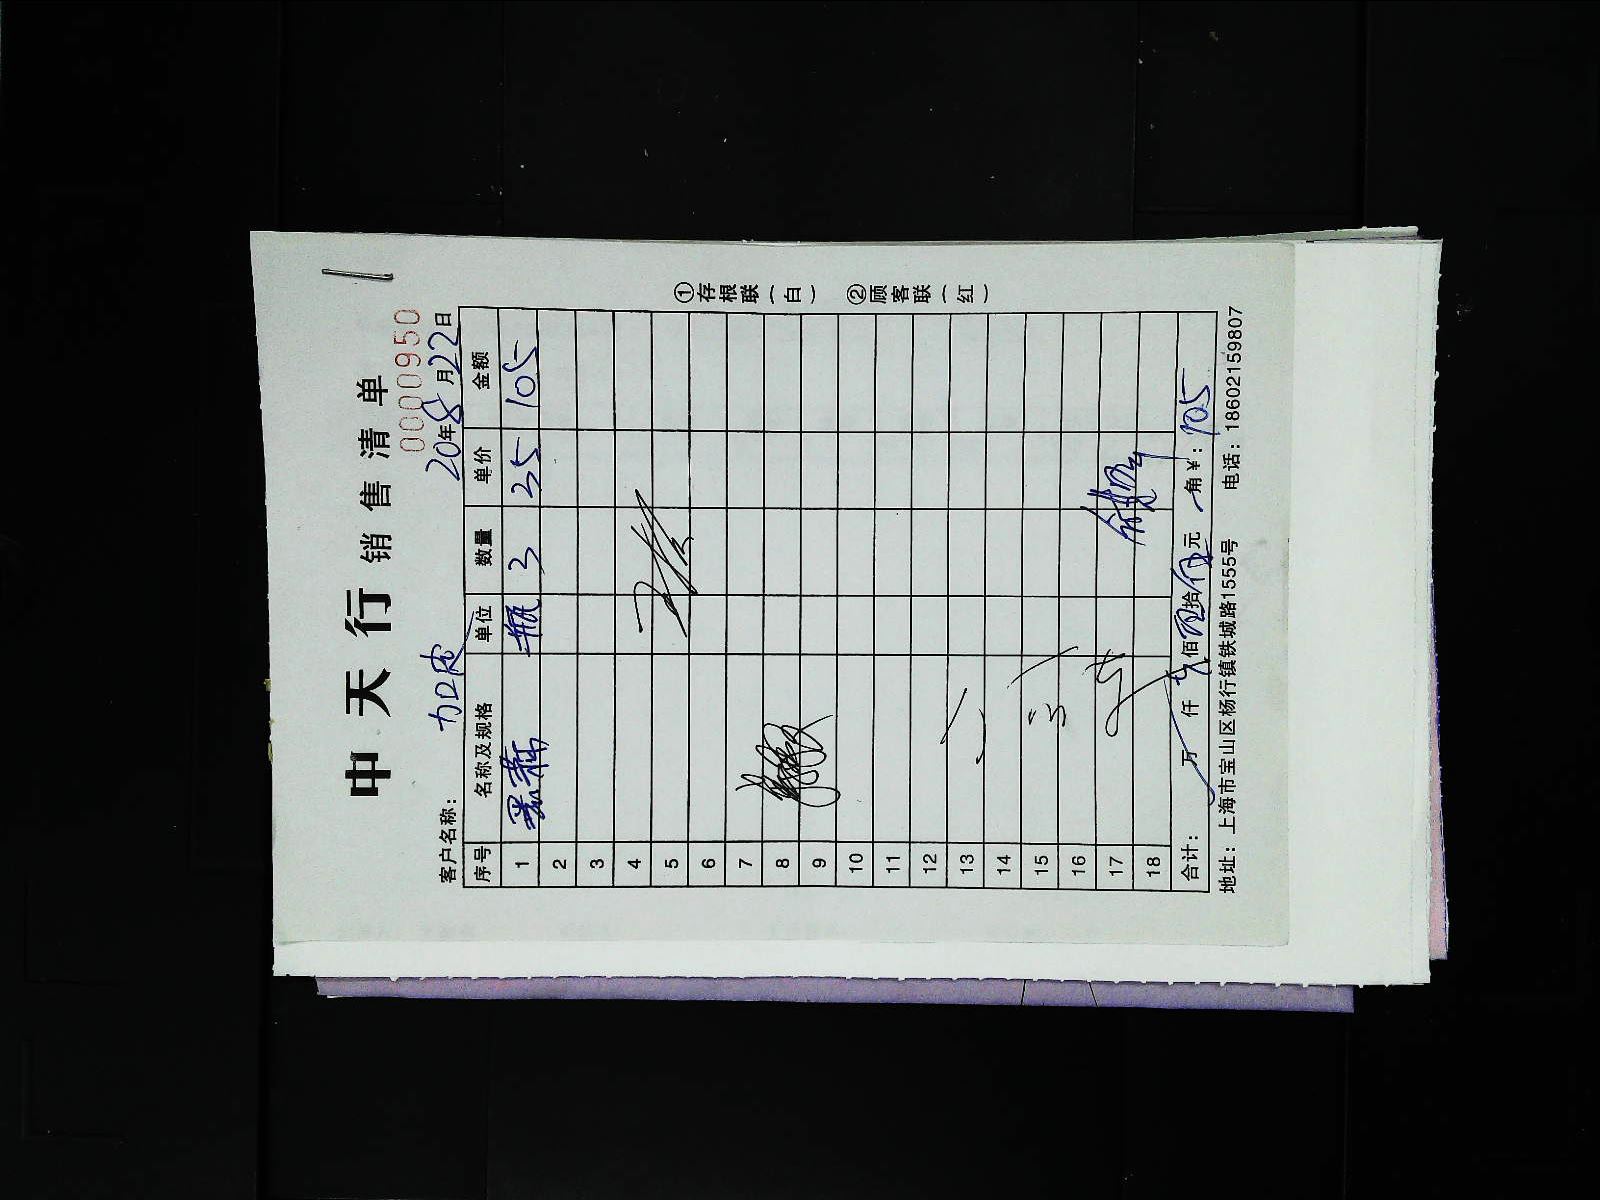 中天行 销售清单
0000950
客户名称： 20年8月22日
序号 名称及规格 单位 数量 单价 金额
1 瓶 3 35 105
2
3
4
5
6
7
8
9
10
11
12
13
14
15
16
17
18
合计： 万 仟 佰 拾 伍元 角 ¥：105
地址：上海市宝山区杨行镇铁城路1555号 电话：18602159807
①存根联（白） ②顾客联（红）